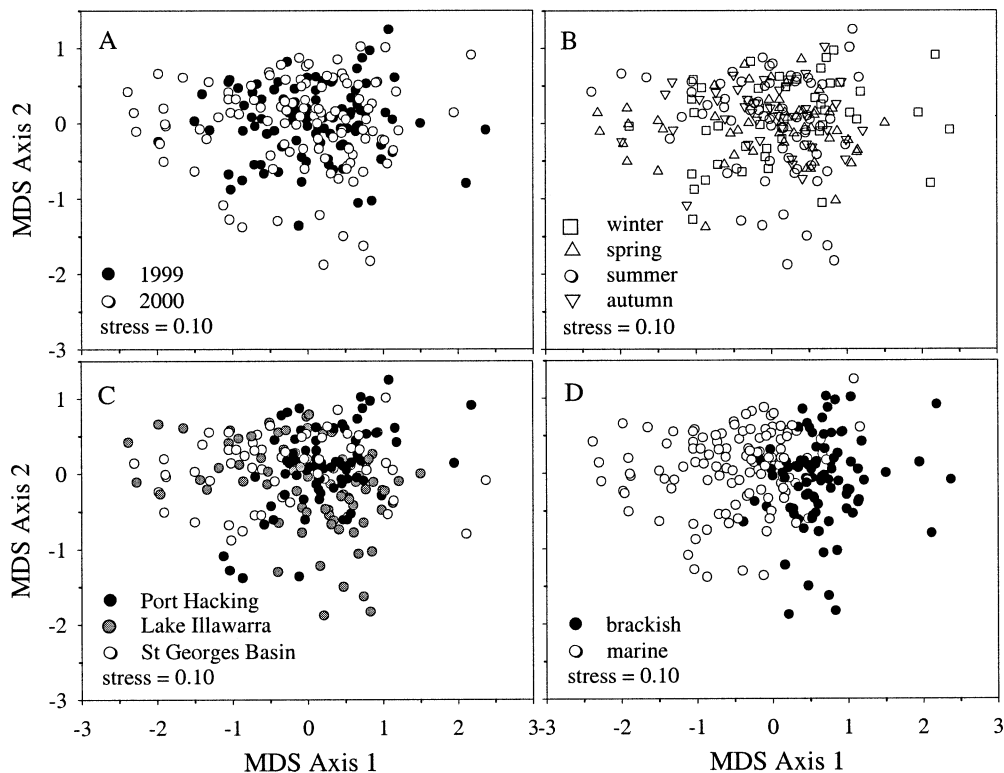 A
1
0
-1
-2
-3
MDS Axis 2
1999
2000
stress = 0.10
B
winter
spring
summer
autumn
stress = 0.10
C
1
0
-1
-2
-3
MDS Axis 2
Port Hacking
Lake Illawarra
St Georges Basin
stress = 0.10
D
brackish
marine
stress = 0.10
-3 -2 -1 0 1 2 -3 -2 -1 0 1 2 3
MDS Axis 1
MDS Axis 1